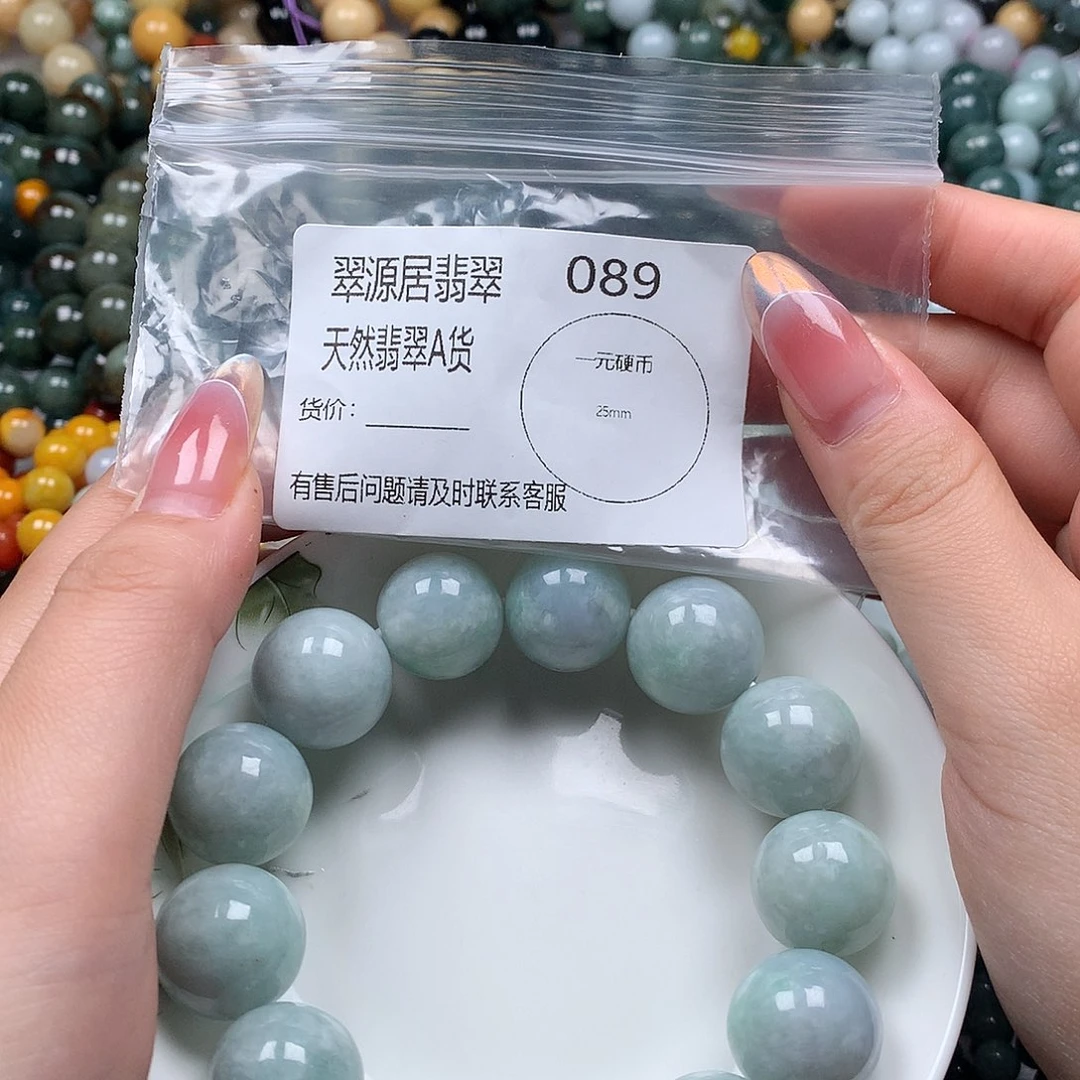 翠源居翡翠
089
天然翡翠A货
一元硬币
货价：
25mm
有售后问题请及时联系客服